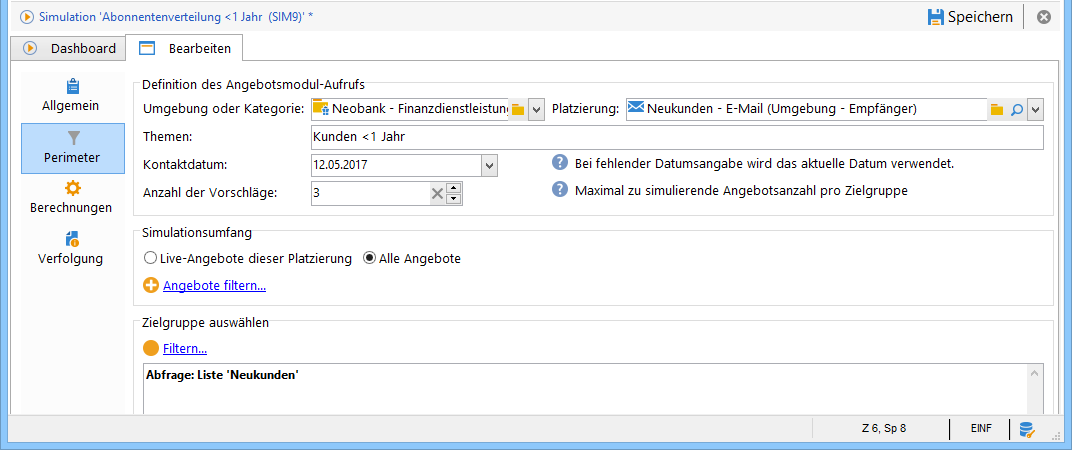 Simulation 'Abonnentenverteilung <1 Jahr (SIM9)' *
Speichern
Dashboard
Bearbeiten
Allgemein
Perimeter
Berechnungen
Verfolgung
Definition des Angebotsmodul-Aufrufs
Umgebung oder Kategorie: Neobank - Finanzdienstleistung Platzierung: Neukunden - E-Mail (Umgebung - Empfänger)
Themen: Kunden <1 Jahr
Kontaktdatum: 12.05.2017 Bei fehlender Datumsangabe wird das aktuelle Datum verwendet.
Anzahl der Vorschläge: 3 Maximal zu simulierende Angebotsanzahl pro Zielgruppe
Simulationsumfang
Live-Angebote dieser Platzierung Alle Angebote
Angebote filtern...
Zielgruppe auswählen
Filtern...
Abfrage: Liste 'Neukunden'
Z 6, Sp 8 EINF